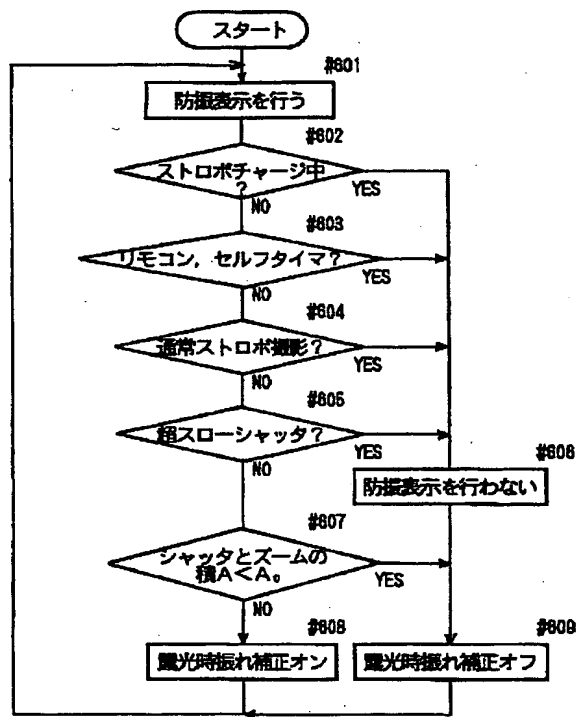 スタート
#601
防振表示を行う
#602
ストロボチャージ中
?
YES
NO
#603
リモコン, セルフタイマ?
YES
NO
#604
通常ストロボ撮影?
YES
NO
#605
超スローシャッタ?
YES
NO
#606
防振表示を行わない
#607
シャッタとズームの
積A<A。
YES
NO
#608
露光時振れ補正オン
#609
露光時振れ補正オフ